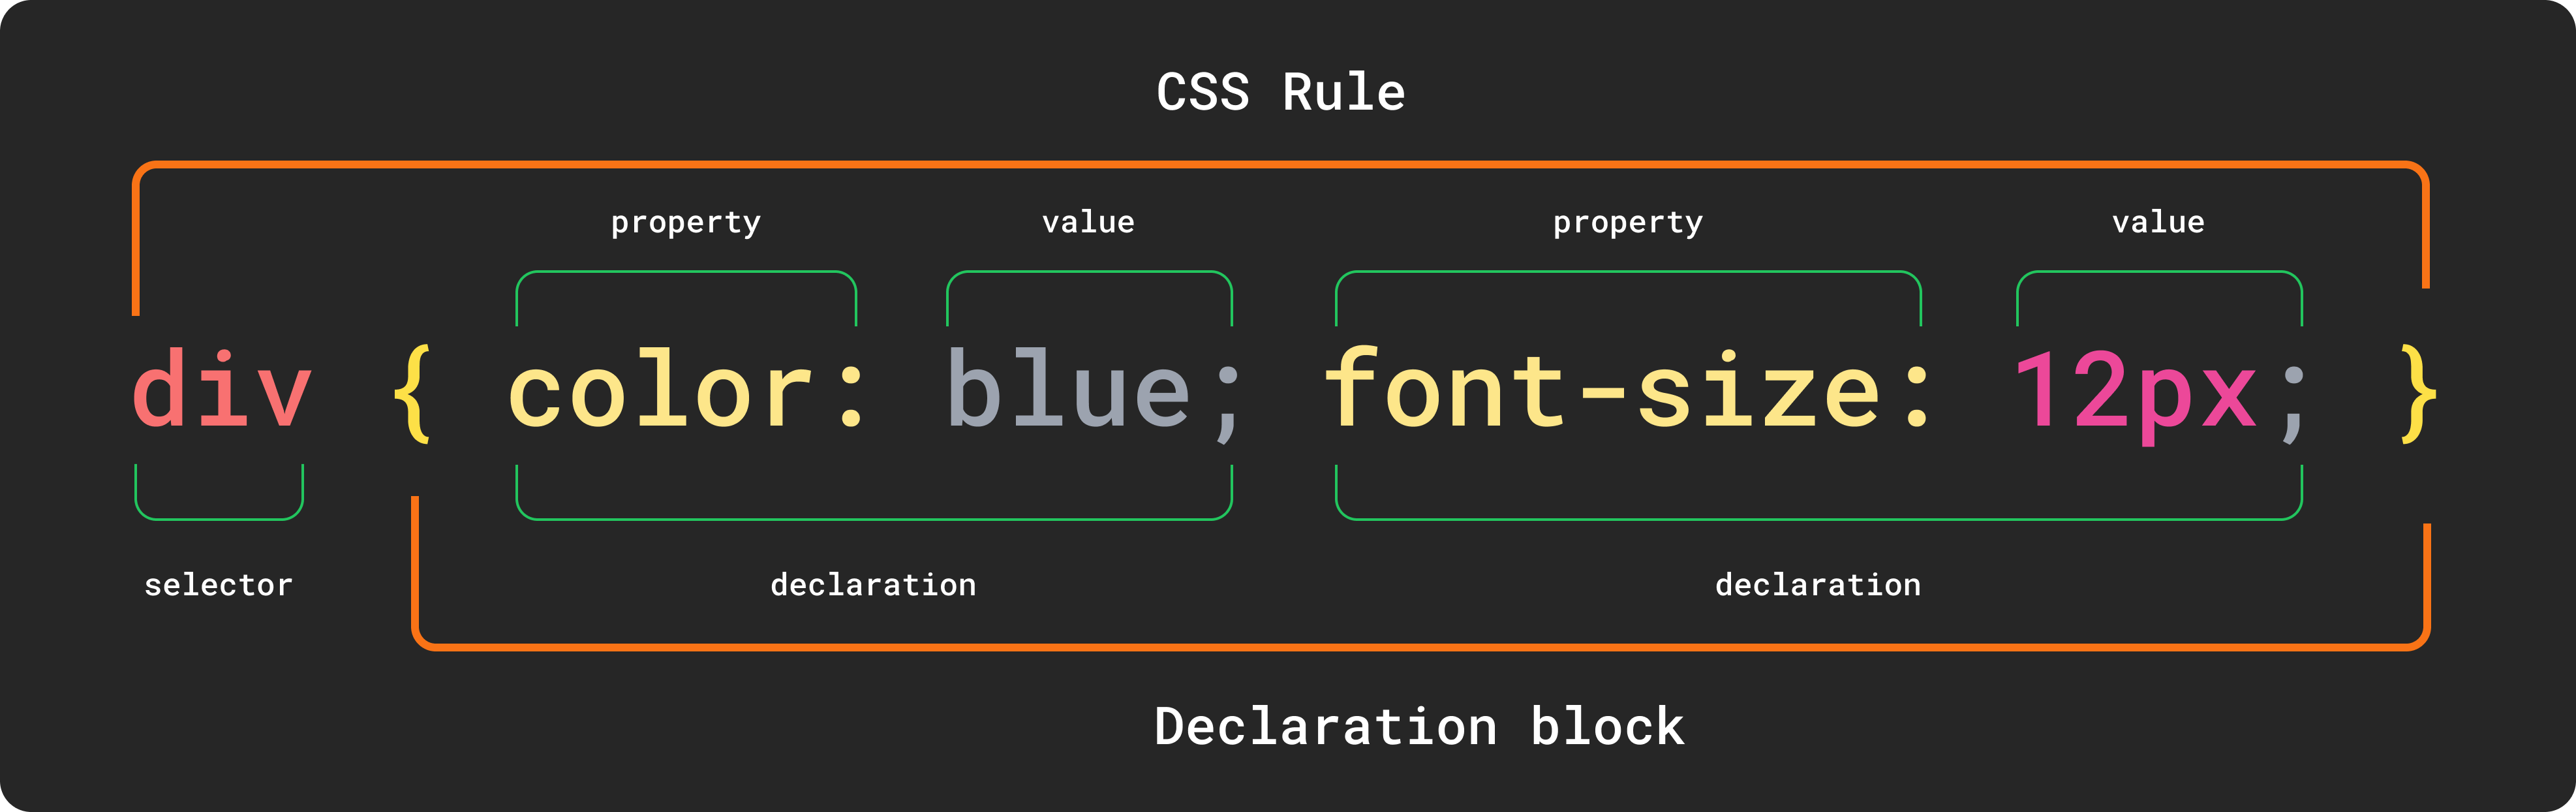 CSS Rule
property value property value
div { color: blue; font-size: 12px; }
selector declaration declaration
Declaration block